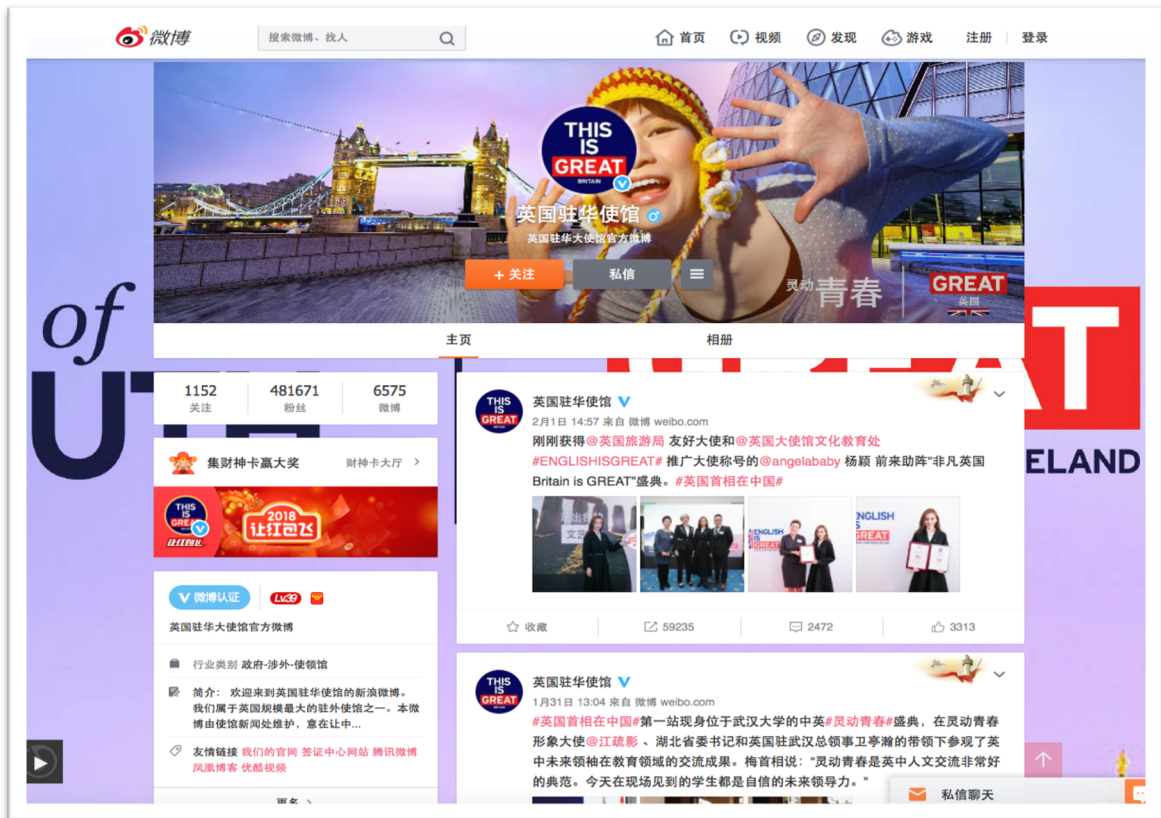 微博
搜索微博、找人
首页
视频
发现
游戏
注册
登录
THIS
IS
GREAT
BRITAIN
英国驻华使馆
英国驻华大使馆官方微博
+ 关注
私信
灵动青春
GREAT
英国
of
主页
相册
ELAND
1152
关注
481671
粉丝
6575
微博
集财神卡赢大奖
财神卡大厅
THIS
IS
GREAT
让红包飞
2018
让红包飞
微博认证
Lv.39
英国驻华大使馆官方微博
行业类别 政府-涉外-使领馆
简介: 欢迎来到英国驻华使馆的新浪微博。
我们属于英国规模最大的驻外使馆之一。本微
博由使馆新闻处维护，意在让中...
友情链接 我们的官网 签证中心网站 腾讯微博
凤凰博客 优酷视频
更多
THIS
IS
GREAT
英国驻华使馆
2月1日 14:57 来自 微博 weibo.com
刚刚获得@英国旅游局 友好大使和@英国大使馆文化教育处
#ENGLISHISGREAT# 推广大使称号的@angelababy 杨颖 前来助阵"非凡英国
Britain is GREAT"盛典。#英国首相在中国#
ENGLISH
IS
GREAT
ENGLISH
IS
GREAT
收藏
59235
2472
3313
THIS
IS
GREAT
英国驻华使馆
1月31日 13:04 来自 微博 weibo.com
#英国首相在中国#第一站现身位于武汉大学的中英#灵动青春#盛典，在灵动青春
形象大使@江疏影 、湖北省委书记和英国驻武汉总领事卫亭瀚的带领下参观了英
中未来领袖在教育领域的交流成果。梅首相说："灵动青春是英中人文交流非常好
的典范。今天在现场见到的学生都是自信的未来领导力。"
私信聊天